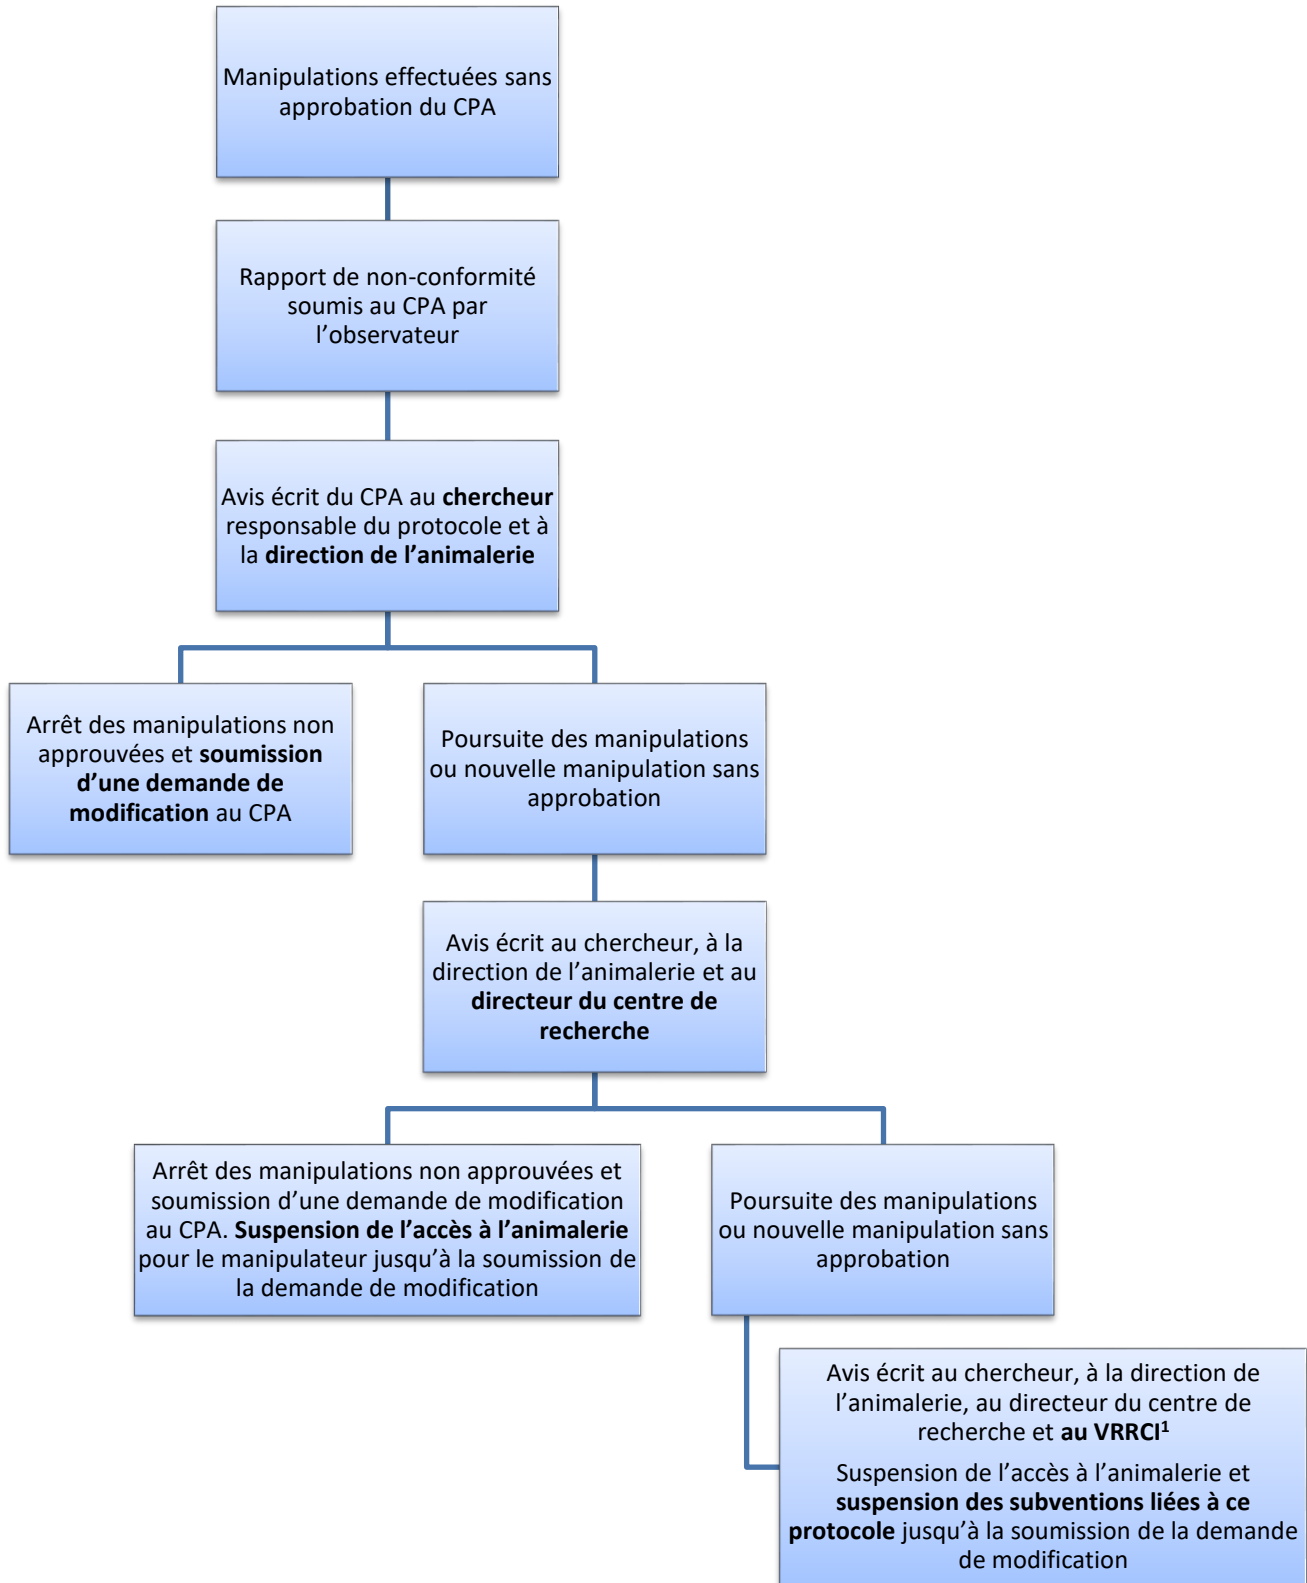 Manipulations effectuées sans
approbation du CPA
Rapport de non-conformité
soumis au CPA par
l’observateur
Avis écrit du CPA au chercheur
responsable du protocole et à
la direction de l’animalerie
Arrêt des manipulations non
approuvées et soumission
d’une demande de
modification au CPA
Poursuite des manipulations
ou nouvelle manipulation sans
approbation
Avis écrit au chercheur, à la
direction de l’animalerie et au
directeur du centre de
recherche
Arrêt des manipulations non approuvées et
soumission d’une demande de modification
au CPA. Suspension de l’accès à l’animalerie
pour le manipulateur jusqu’à la soumission de
la demande de modification
Poursuite des manipulations
ou nouvelle manipulation sans
approbation
Avis écrit au chercheur, à la direction de
l’animalerie, au directeur du centre de
recherche et au VRRCI¹
Suspension de l’accès à l’animalerie et
suspension des subventions liées à ce
protocole jusqu’à la soumission de la demande
de modification